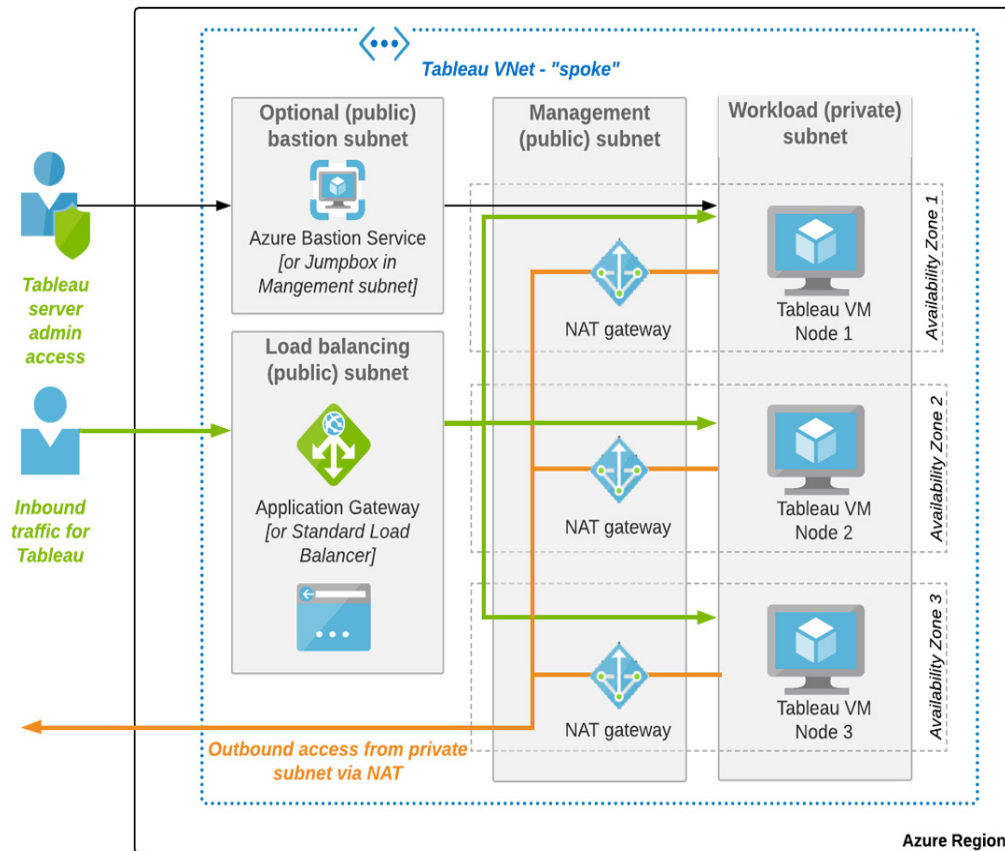 Tableau VNet - "spoke"
Optional (public)
bastion subnet
Azure Bastion Service
[or Jumpbox in
Mangement subnet]
Management
(public) subnet
Workload (private)
subnet
Tableau
server
admin
access
NAT gateway
Tableau VM
Node 1
Availability Zone 1
Load balancing
(public) subnet
Application Gateway
[or Standard Load
Balancer]
Inbound
traffic for
Tableau
NAT gateway
Tableau VM
Node 2
Availability Zone 2
NAT gateway
Tableau VM
Node 3
Availability Zone 3
Outbound access from private
subnet via NAT
Azure Region